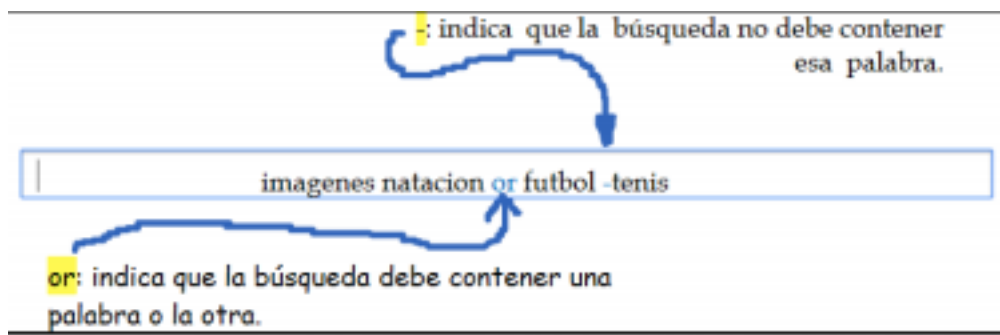 -: indica que la búsqueda no debe contener
esa palabra.
imagenes natacion or futbol -tenis
or: indica que la búsqueda debe contener una
palabra o la otra.